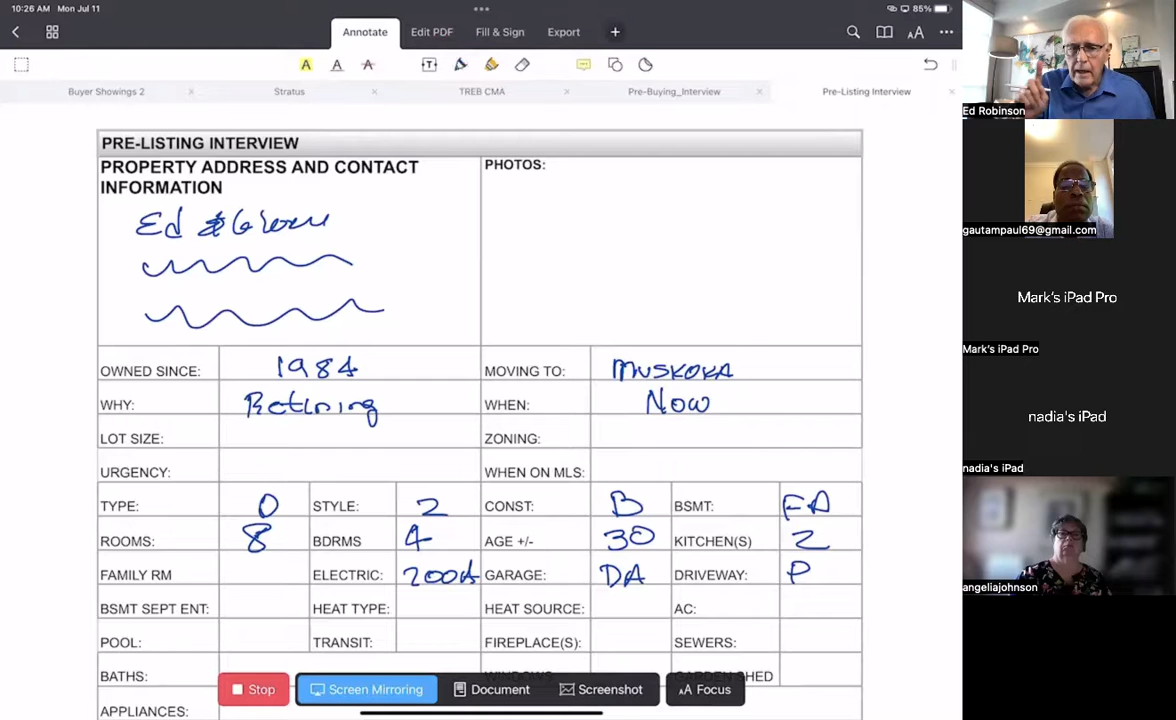 10:26 AM Mon Jul 11
85%
Annotate Edit PDF Fill & Sign Export
Buyer Showings 2 Stratus TREB CMA Pre-Buying_Interview Pre-Listing Interview
PRE-LISTING INTERVIEW
PROPERTY ADDRESS AND CONTACT INFORMATION
PHOTOS:
Ed
OWNED SINCE: 1984 MOVING TO: MUSKOKA
WHY: Retiring WHEN: Now
LOT SIZE: ZONING:
URGENCY: WHEN ON MLS:
TYPE: D STYLE: 2 CONST: B BSMT: FA
ROOMS: 8 BDRMS 4 AGE +/- 30 KITCHEN(S) 2
FAMILY RM ELECTRIC: 200A GARAGE: DA DRIVEWAY: P
BSMT SEPT ENT: HEAT TYPE: HEAT SOURCE: AC:
POOL: TRANSIT: FIREPLACE(S): SEWERS:
BATHS: WINDOWS GARDEN SHED
APPLIANCES:
Stop Screen Mirroring Document Screenshot AA Focus
Ed Robinson
gautampaul69@gmail.com
Mark's iPad Pro
Mark's iPad Pro
nadia's iPad
nadia's iPad
angeliajohnson